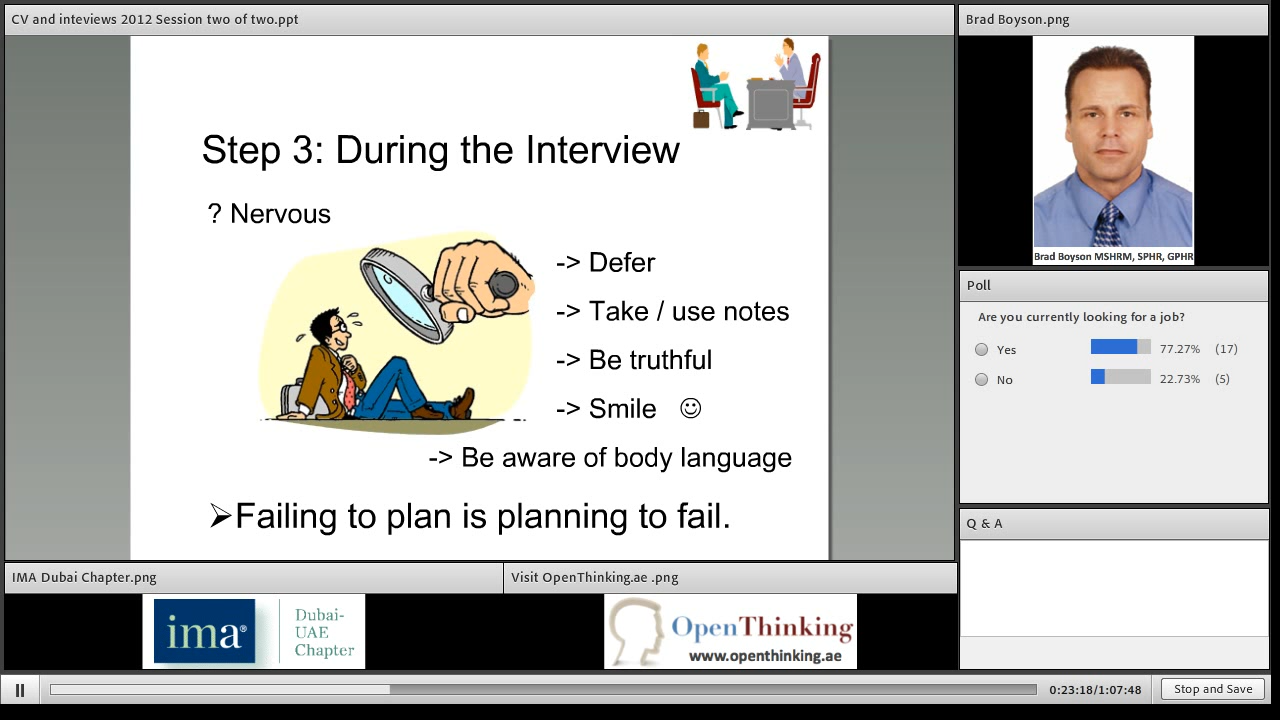 CV and inteviews 2012 Session two of two.ppt
Step 3: During the Interview
? Nervous
-> Defer
-> Take / use notes
-> Be truthful
-> Smile ☺
-> Be aware of body language
➢Failing to plan is planning to fail.
Brad Boyson.png
Brad Boyson MSHRM, SPHR, GPHR
Poll
Are you currently looking for a job?
Yes 77.27% (17)
No 22.73% (5)
Q & A
IMA Dubai Chapter.png
ima®
Dubai-
UAE
Chapter
Visit OpenThinking.ae .png
OpenThinking
www.openthinking.ae
0:23:18/1:07:48
Stop and Save